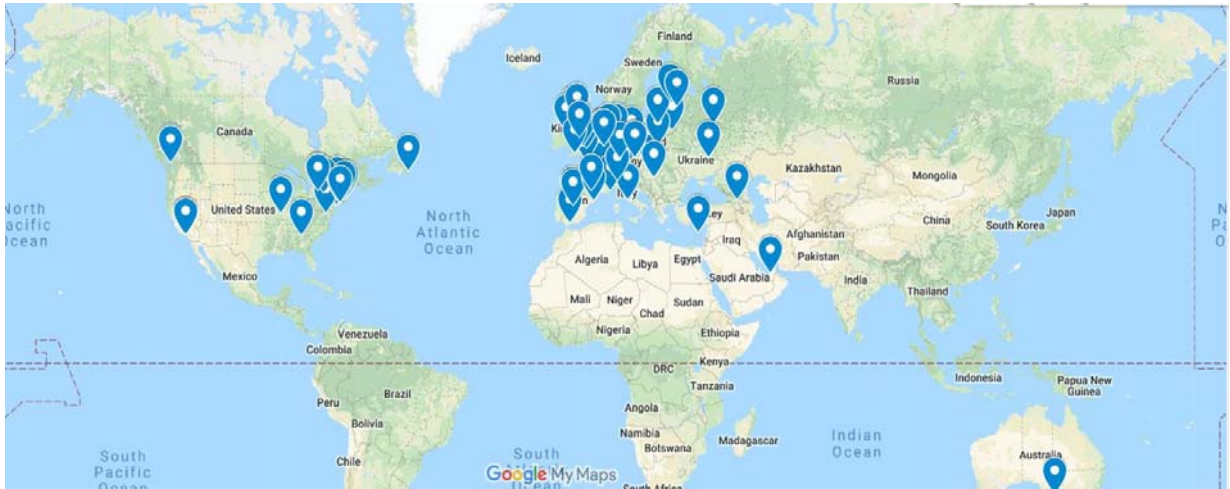 Iceland
Finland
Sweden
Norway
Russia
Canada
Ukraine
Kazakhstan
Mongolia
North
Pacific
Ocean
United States
North
Atlantic
Ocean
China
Japan
South Korea
Afghanistan
Iraq
Pakistan
Algeria
Libya
Egypt
Saudi Arabia
India
Mexico
Mali
Niger
Sudan
Chad
Thailand
Nigeria
Ethiopia
Venezuela
Colombia
Kenya
DRC
Tanzania
Indonesia
Papua New
Guinea
Peru
Brazil
Bolivia
Angola
Namibia
Botswana
Madagascar
Indian
Ocean
Australia
Chile
South
Pacific
Ocean
South
Google My Maps
South Africa